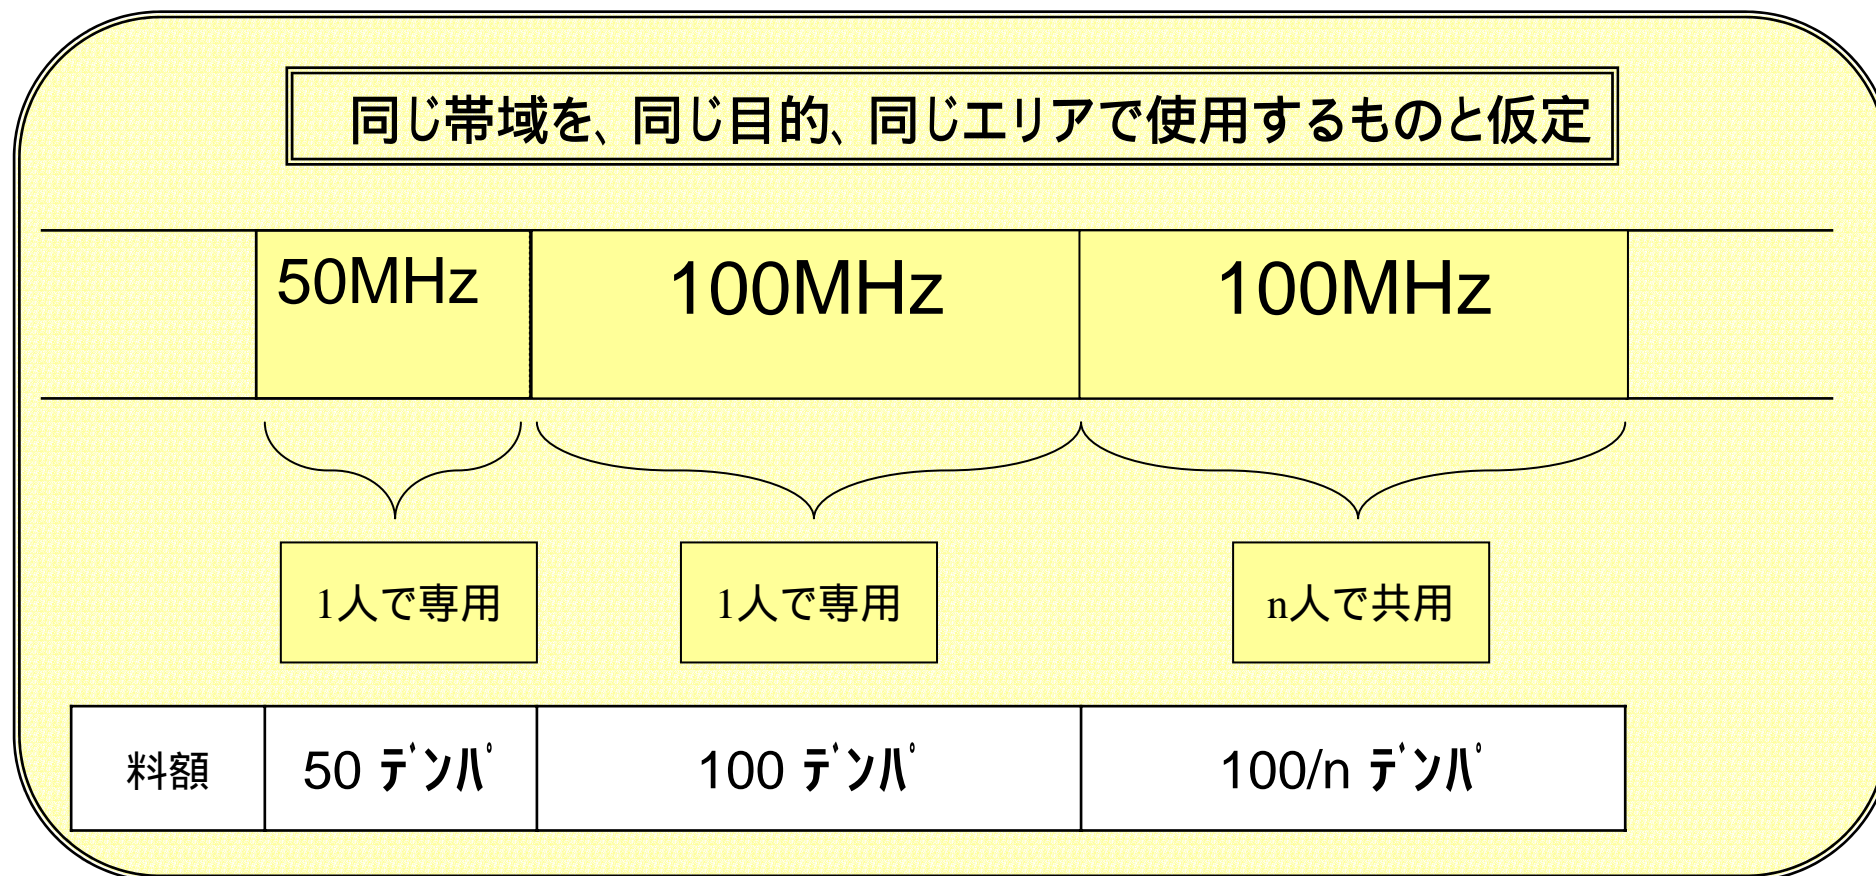 同じ帯域を、同じ目的、同じエリアで使用するものと仮定
50MHz 100MHz 100MHz
1人で専用 1人で専用 n人で共用
料額 50 ﾃﾞﾝﾊﾟ 100 ﾃﾞﾝﾊﾟ 100/n ﾃﾞﾝﾊﾟ